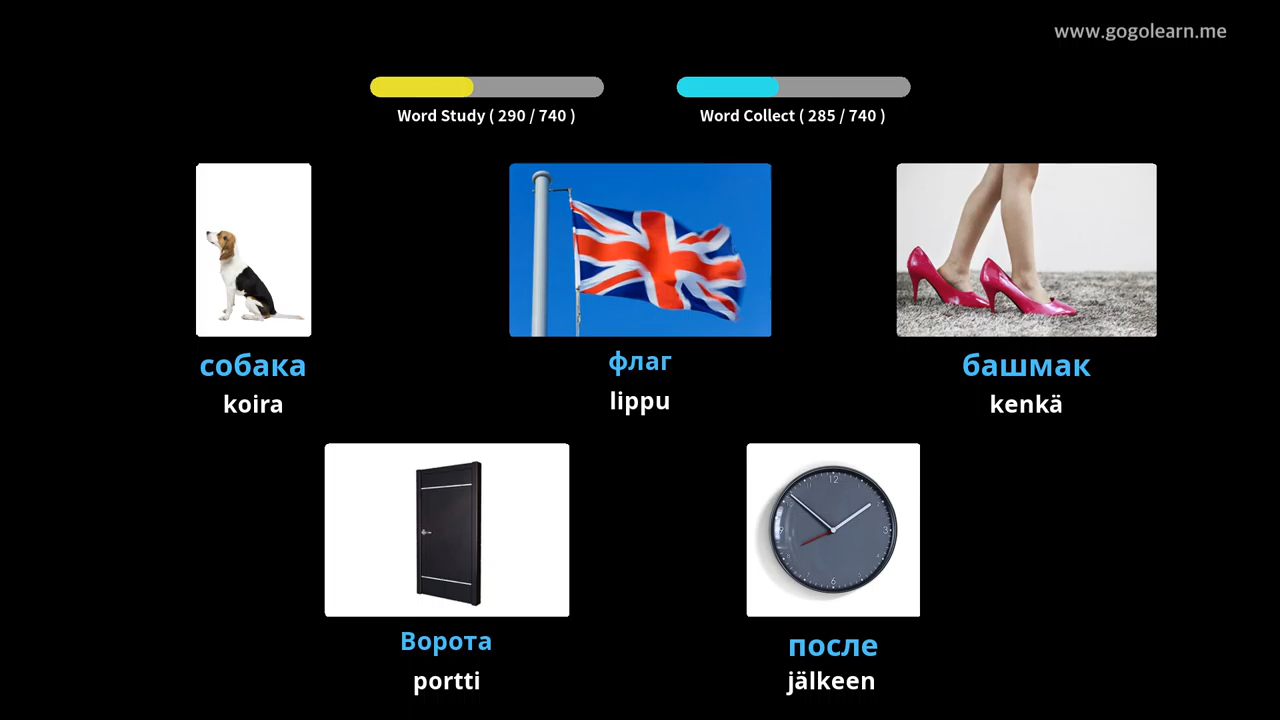 www.gogolearn.me
Word Study ( 290 / 740 )
Word Collect ( 285 / 740 )
собака
koira
флаг
lippu
башмак
kenkä
Ворота
portti
после
jälkeen